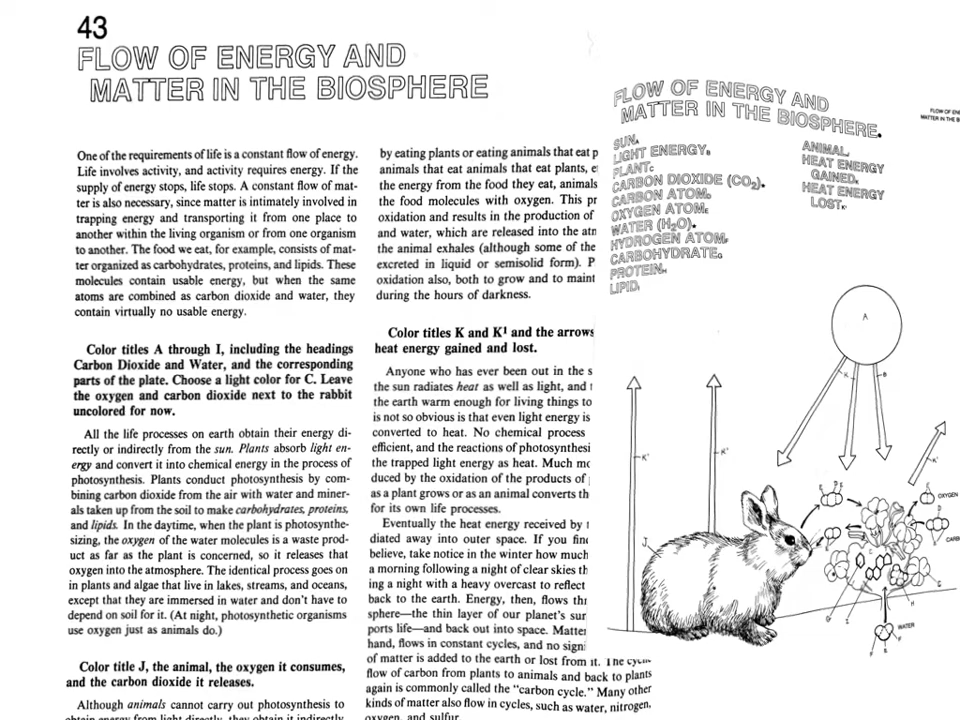 43
FLOW OF ENERGY AND
MATTER IN THE BIOSPHERE
One of the requirements of life is a constant flow of energy.
Life involves activity, and activity requires energy. If the
supply of energy stops, life stops. A constant flow of mat-
ter is also necessary, since matter is intimately involved in
trapping energy and transporting it from one place to
another within the living organism or from one organism
to another. The food we eat, for example, consists of mat-
ter organized as carbohydrates, proteins, and lipids. These
molecules contain usable energy, but when the same
atoms are combined as carbon dioxide and water, they
contain virtually no usable energy.
Color titles A through I, including the headings
Carbon Dioxide and Water, and the corresponding
parts of the plate. Choose a light color for C. Leave
the oxygen and carbon dioxide next to the rabbit
uncolored for now.
All the life processes on earth obtain their energy di-
rectly or indirectly from the sun. Plants absorb light en-
ergy and convert it into chemical energy in the process of
photosynthesis. Plants conduct photosynthesis by com-
bining carbon dioxide from the air with water and miner-
als taken up from the soil to make carbohydrates, proteins,
and lipids. In the daytime, when the plant is photosynthe-
sizing, the oxygen of the water molecules is a waste prod-
uct as far as the plant is concerned, so it releases that
oxygen into the atmosphere. The identical process goes on
in plants and algae that live in lakes, streams, and oceans,
except that they are immersed in water and don't have to
depend on soil for it. (At night, photosynthetic organisms
use oxygen just as animals do.)
Color title J, the animal, the oxygen it consumes,
and the carbon dioxide it releases.
Although animals cannot carry out photosynthesis to
obtain energy from light directly, they obtain it indirectly
by eating plants or eating animals that eat p
animals that eat animals that eat plants, e
the energy from the food they eat, animals
the food molecules with oxygen. This pr
oxidation and results in the production of
and water, which are released into the atn
the animal exhales (although some of the
excreted in liquid or semisolid form). P
oxidation also, both to grow and to maint
during the hours of darkness.
Color titles K and K¹ and the arrows
heat energy gained and lost.
Anyone who has ever been out in the s
the sun radiates heat as well as light, and t
the earth warm enough for living things to
is not so obvious is that even light energy is
converted to heat. No chemical process
efficient, and the reactions of photosynthesi
the trapped light energy as heat. Much mo
duced by the oxidation of the products of
as a plant grows or as an animal converts th
for its own life processes.
Eventually the heat energy received by t
diated away into outer space. If you find
believe, take notice in the winter how much
a morning following a night of clear skies th
ing a night with a heavy overcast to reflect
back to the earth. Energy, then, flows thr
sphere—the thin layer of our planet's sur
ports life—and back out into space. Matter
hand, flows in constant cycles, and no signi
of matter is added to the earth or lost from it. The cyclic
flow of carbon from plants to animals and back to plants
again is commonly called the "carbon cycle." Many other
kinds of matter also flow in cycles, such as water, nitrogen,
oxygen, and sulfur.
FLOW OF ENERGY AND
MATTER IN THE BIOSPHERE.
SUN A
LIGHT ENERGY B
PLANT C
CARBON DIOXIDE (CO₂).
CARBON ATOM D
OXYGEN ATOM E
WATER (H₂O).
HYDROGEN ATOM F
CARBOHYDRATE G
PROTEIN H
LIPID I
ANIMAL J
HEAT ENERGY
GAINED K
HEAT ENERGY
LOST K¹
FLOW OF EN
MATTER IN THE B
A
K
B
K¹
K¹
K¹
J
E
D
E
OXYGEN
D
CARB
C
G
I
H
G
WATER
F
E